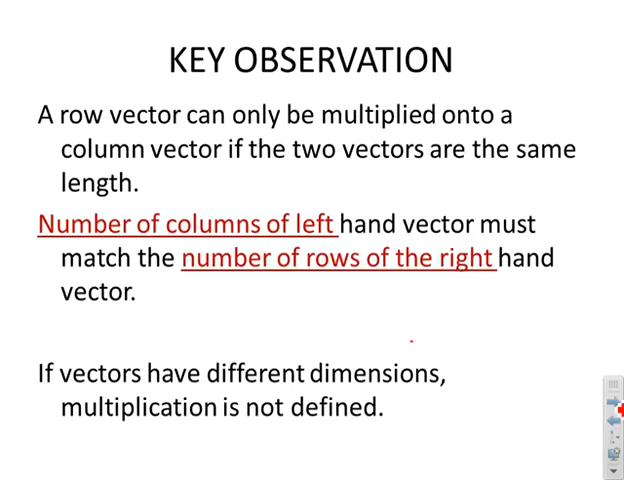 KEY OBSERVATION
A row vector can only be multiplied onto a
column vector if the two vectors are the same
length.
Number of columns of left hand vector must
match the number of rows of the right hand
vector.
If vectors have different dimensions,
multiplication is not defined.